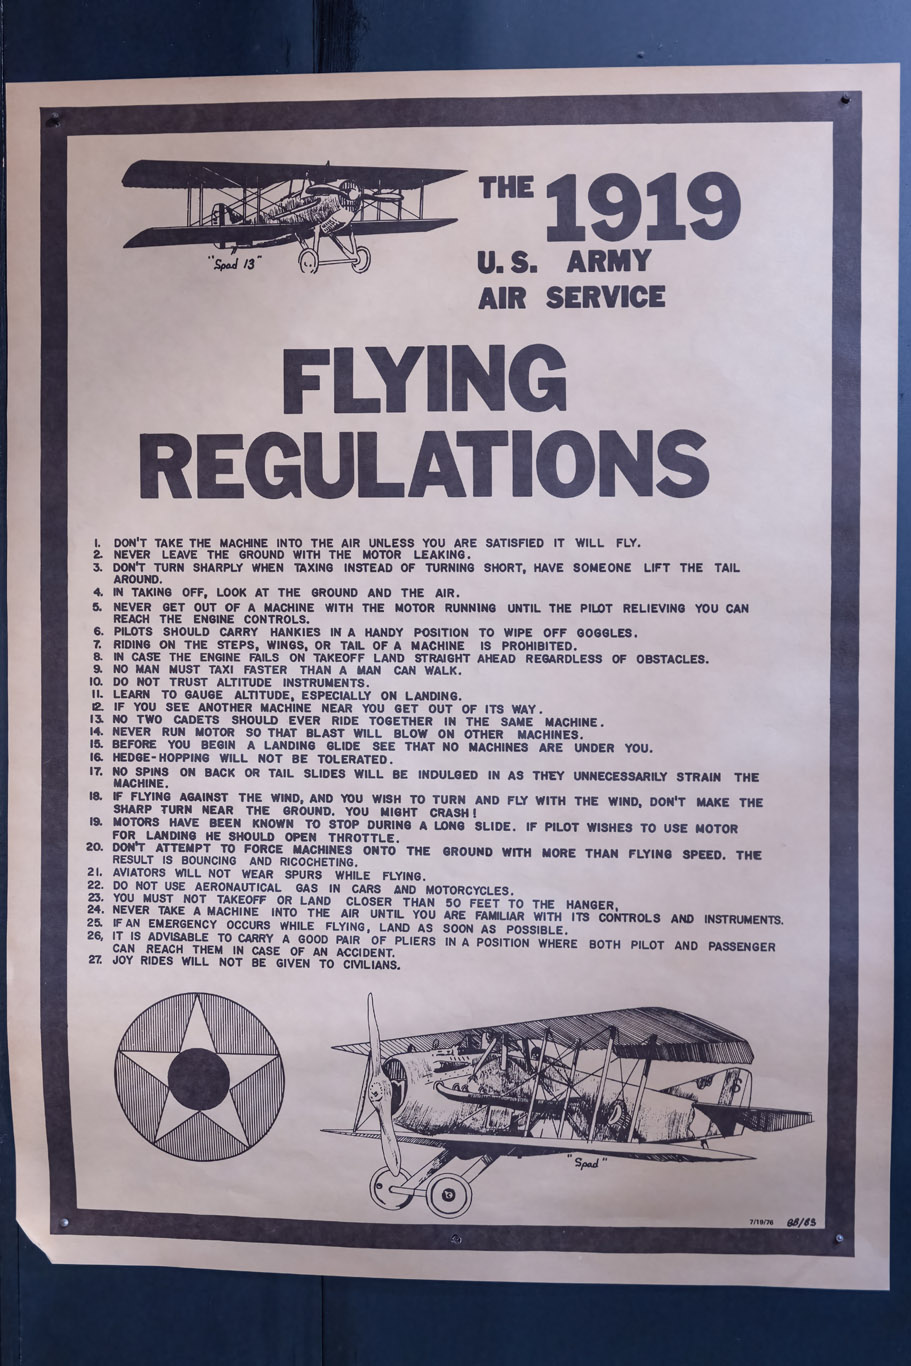 THE 1919
U. S. ARMY
AIR SERVICE
"Spad 13"
FLYING
REGULATIONS
1. DON'T TAKE THE MACHINE INTO THE AIR UNLESS YOU ARE SATISFIED IT WILL FLY.
2. NEVER LEAVE THE GROUND WITH THE MOTOR LEAKING.
3. DON'T TURN SHARPLY WHEN TAXING INSTEAD OF TURNING SHORT, HAVE SOMEONE LIFT THE TAIL
AROUND.
4. IN TAKING OFF, LOOK AT THE GROUND AND THE AIR.
5. NEVER GET OUT OF A MACHINE WITH THE MOTOR RUNNING UNTIL THE PILOT RELIEVING YOU CAN
REACH THE ENGINE CONTROLS.
6. PILOTS SHOULD CARRY HANKIES IN A HANDY POSITION TO WIPE OFF GOGGLES.
7. RIDING ON THE STEPS, WINGS, OR TAIL OF A MACHINE IS PROHIBITED.
8. IN CASE THE ENGINE FAILS ON TAKEOFF LAND STRAIGHT AHEAD REGARDLESS OF OBSTACLES.
9. NO MAN MUST TAXI FASTER THAN A MAN CAN WALK.
10. DO NOT TRUST ALTITUDE INSTRUMENTS.
11. LEARN TO GAUGE ALTITUDE, ESPECIALLY ON LANDING.
12. IF YOU SEE ANOTHER MACHINE NEAR YOU GET OUT OF ITS WAY.
13. NO TWO CADETS SHOULD EVER RIDE TOGETHER IN THE SAME MACHINE.
14. NEVER RUN MOTOR SO THAT BLAST WILL BLOW ON OTHER MACHINES.
15. BEFORE YOU BEGIN A LANDING GLIDE SEE THAT NO MACHINES ARE UNDER YOU.
16. HEDGE-HOPPING WILL NOT BE TOLERATED.
17. NO SPINS ON BACK OR TAIL SLIDES WILL BE INDULGED IN AS THEY UNNECESSARILY STRAIN THE
MACHINE.
18. IF FLYING AGAINST THE WIND, AND YOU WISH TO TURN AND FLY WITH THE WIND, DON'T MAKE THE
SHARP TURN NEAR THE GROUND. YOU MIGHT CRASH!
19. MOTORS HAVE BEEN KNOWN TO STOP DURING A LONG SLIDE. IF PILOT WISHES TO USE MOTOR
FOR LANDING HE SHOULD OPEN THROTTLE.
20. DON'T ATTEMPT TO FORCE MACHINES ONTO THE GROUND WITH MORE THAN FLYING SPEED. THE
RESULT IS BOUNCING AND RICOCHETING.
21. AVIATORS WILL NOT WEAR SPURS WHILE FLYING.
22. DO NOT USE AERONAUTICAL GAS IN CARS AND MOTORCYCLES.
23. YOU MUST NOT TAKEOFF OR LAND CLOSER THAN 50 FEET TO THE HANGER.
24. NEVER TAKE A MACHINE INTO THE AIR UNTIL YOU ARE FAMILIAR WITH ITS CONTROLS AND INSTRUMENTS.
25. IF AN EMERGENCY OCCURS WHILE FLYING, LAND AS SOON AS POSSIBLE.
26, IT IS ADVISABLE TO CARRY A GOOD PAIR OF PLIERS IN A POSITION WHERE BOTH PILOT AND PASSENGER
CAN REACH THEM IN CASE OF AN ACCIDENT.
27. JOY RIDES WILL NOT BE GIVEN TO CIVILIANS.
"Spad"
7/19/76